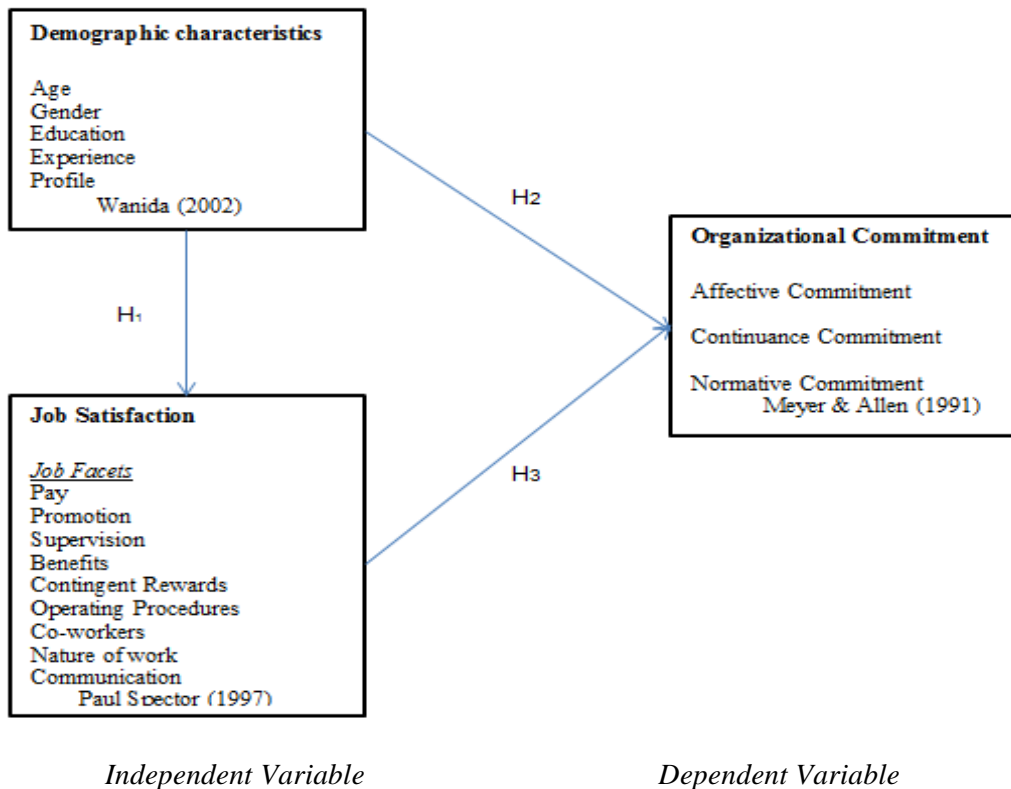 Demographic characteristics
Age
Gender
Education
Experience
Profile
Wanida (2002)
H1
H2
Organizational Commitment
Affective Commitment
Continuance Commitment
Normative Commitment
Meyer & Allen (1991)
H3
Job Satisfaction
Job Facets
Pay
Promotion
Supervision
Benefits
Contingent Rewards
Operating Procedures
Co-workers
Nature of work
Communication
Paul Spector (1997)
Independent Variable
Dependent Variable